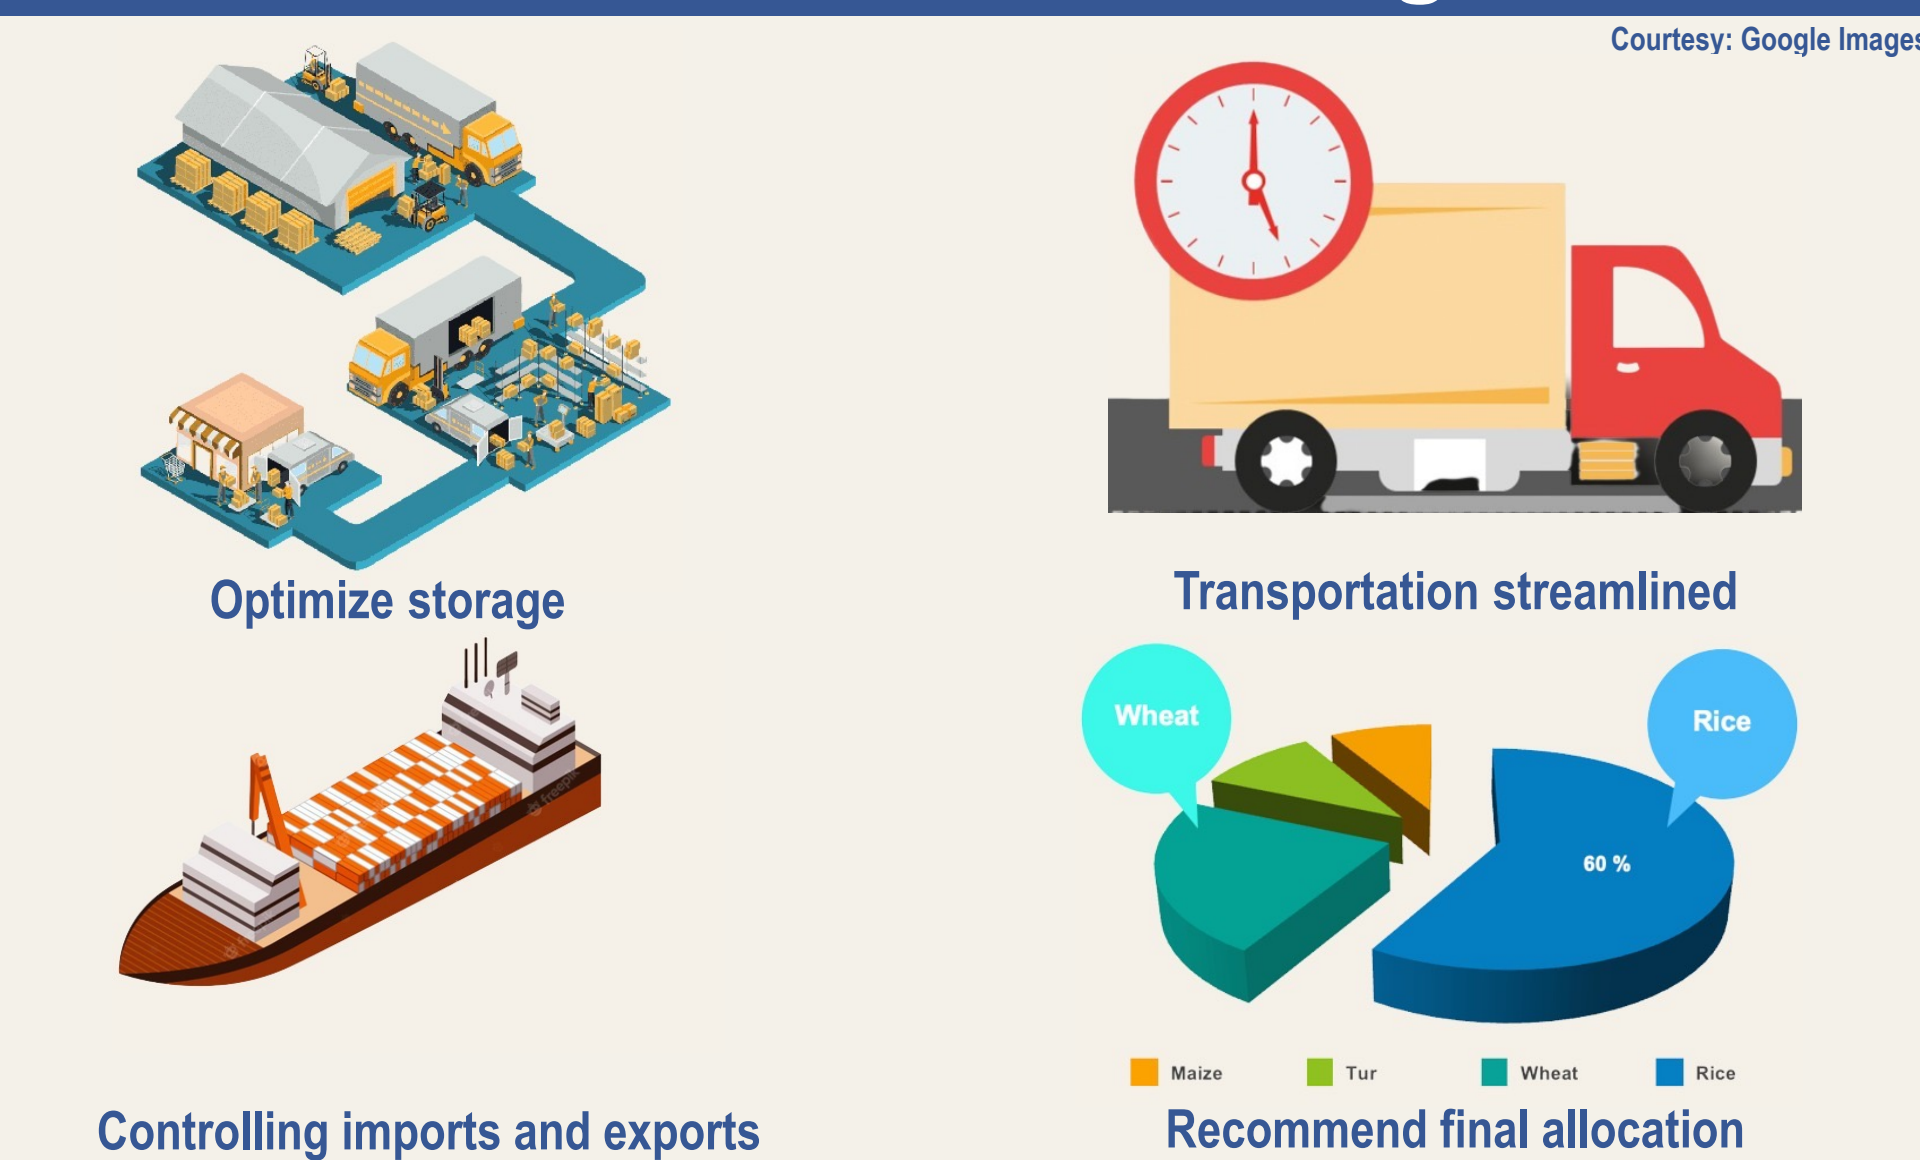 Courtesy: Google Images
Optimize storage
Transportation streamlined
Wheat
Rice
60 %
freepik
Maize
Tur
Wheat
Rice
Controlling imports and exports
Recommend final allocation